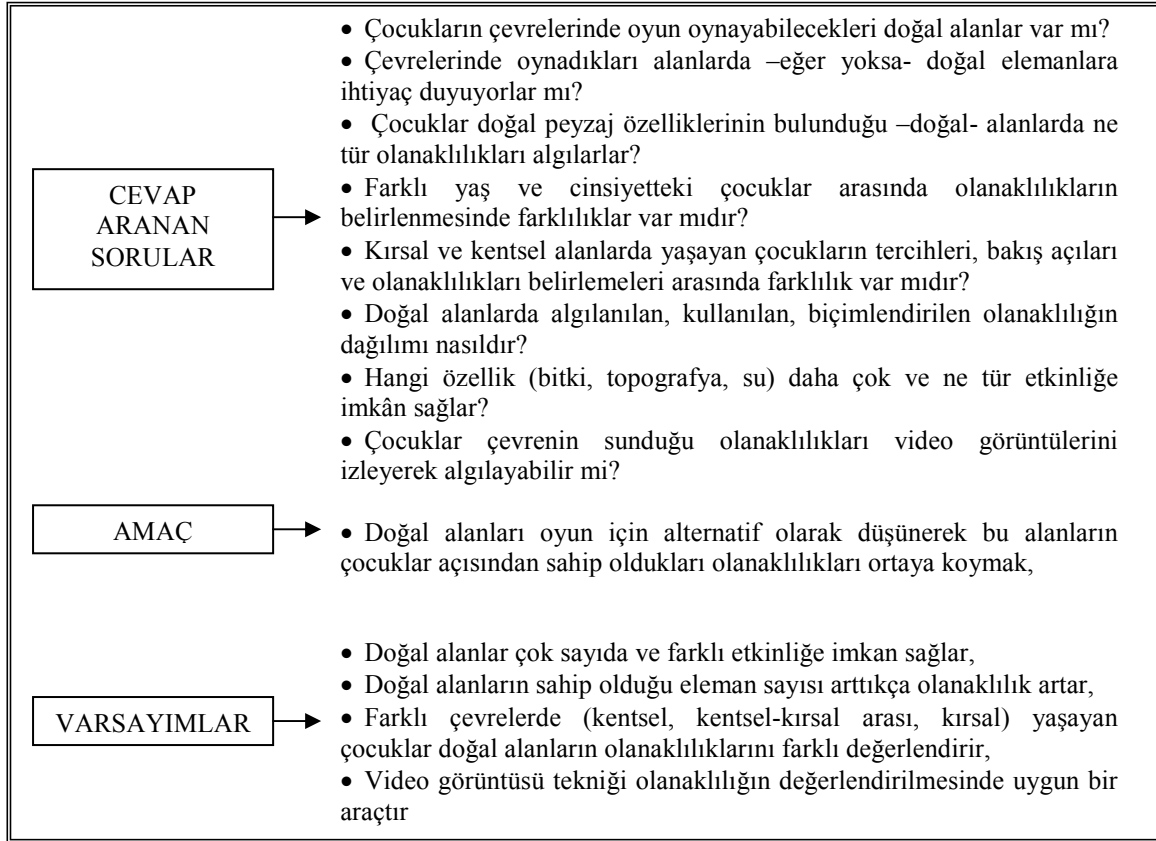 • Çocukların çevrelerinde oyun oynayabilecekleri doğal alanlar var mı?
• Çevrelerinde oynadıkları alanlarda –eğer yoksa- doğal elemanlara
ihtiyaç duyuyorlar mı?
• Çocuklar doğal peyzaj özelliklerinin bulunduğu –doğal- alanlarda ne
tür olanaklılıkları algılarlar?
• Farklı yaş ve cinsiyetteki çocuklar arasında olanaklılıkların
belirlenmesinde farklılıklar var mıdır?
• Kırsal ve kentsel alanlarda yaşayan çocukların tercihleri, bakış açıları
ve olanaklılıkları belirlemeleri arasında farklılık var mıdır?
• Doğal alanlarda algılanılan, kullanılan, biçimlendirilen olanaklılığın
dağılımı nasıldır?
• Hangi özellik (bitki, topografya, su) daha çok ve ne tür etkinliğe
imkân sağlar?
• Çocuklar çevrenin sunduğu olanaklılıkları video görüntülerini
izleyerek algılayabilir mi?
CEVAP
ARANAN
SORULAR
AMAÇ
• Doğal alanları oyun için alternatif olarak düşünerek bu alanların
çocuklar açısından sahip oldukları olanaklılıkları ortaya koymak,
• Doğal alanlar çok sayıda ve farklı etkinliğe imkan sağlar,
• Doğal alanların sahip olduğu eleman sayısı arttıkça olanaklılık artar,
• Farklı çevrelerde (kentsel, kentsel-kırsal arası, kırsal) yaşayan
çocuklar doğal alanların olanaklılıklarını farklı değerlendirir,
• Video görüntüsü tekniği olanaklılığın değerlendirilmesinde uygun bir
araçtır
VARSAYIMLAR